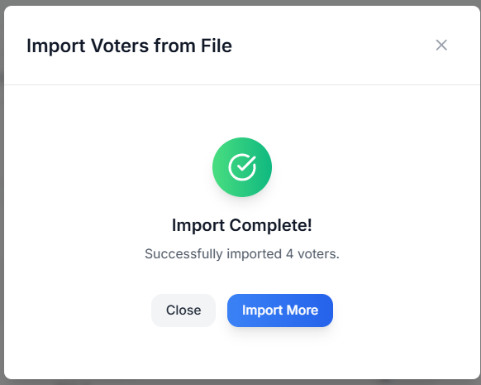 Import Voters from File
Import Complete!
Successfully imported 4 voters.
Close
Import More